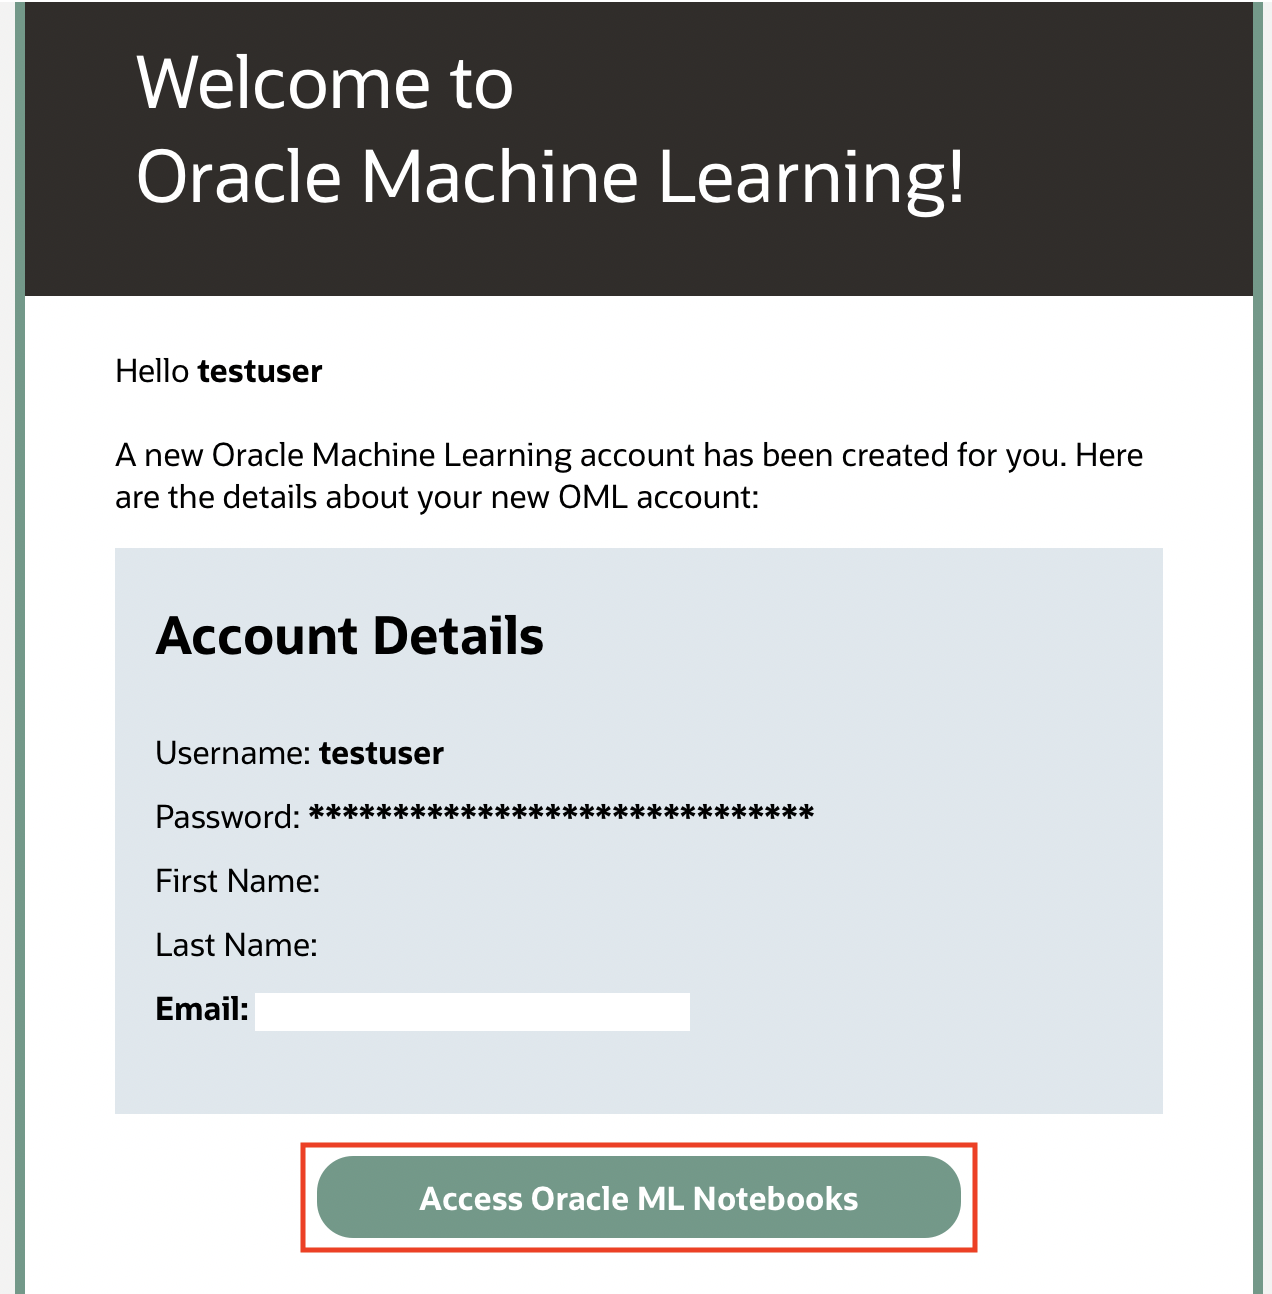 Welcome to
Oracle Machine Learning!
Hello testuser
A new Oracle Machine Learning account has been created for you. Here
are the details about your new OML account:
Account Details
Username: testuser
Password: ******************************
First Name:
Last Name:
Email:
Access Oracle ML Notebooks